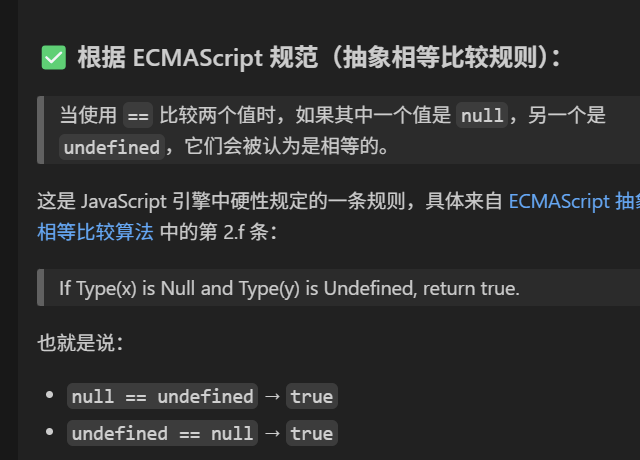 ✅ 根据 ECMAScript 规范（抽象相等比较规则）：
当使用 == 比较两个值时，如果其中一个值是 null，另一个是
undefined，它们会被认为是相等的。
这是 JavaScript 引擎中硬性规定的一条规则，具体来自 ECMAScript 抽象
相等比较算法 中的第 2.f 条：
If Type(x) is Null and Type(y) is Undefined, return true.
也就是说：
• null == undefined → true
• undefined == null → true